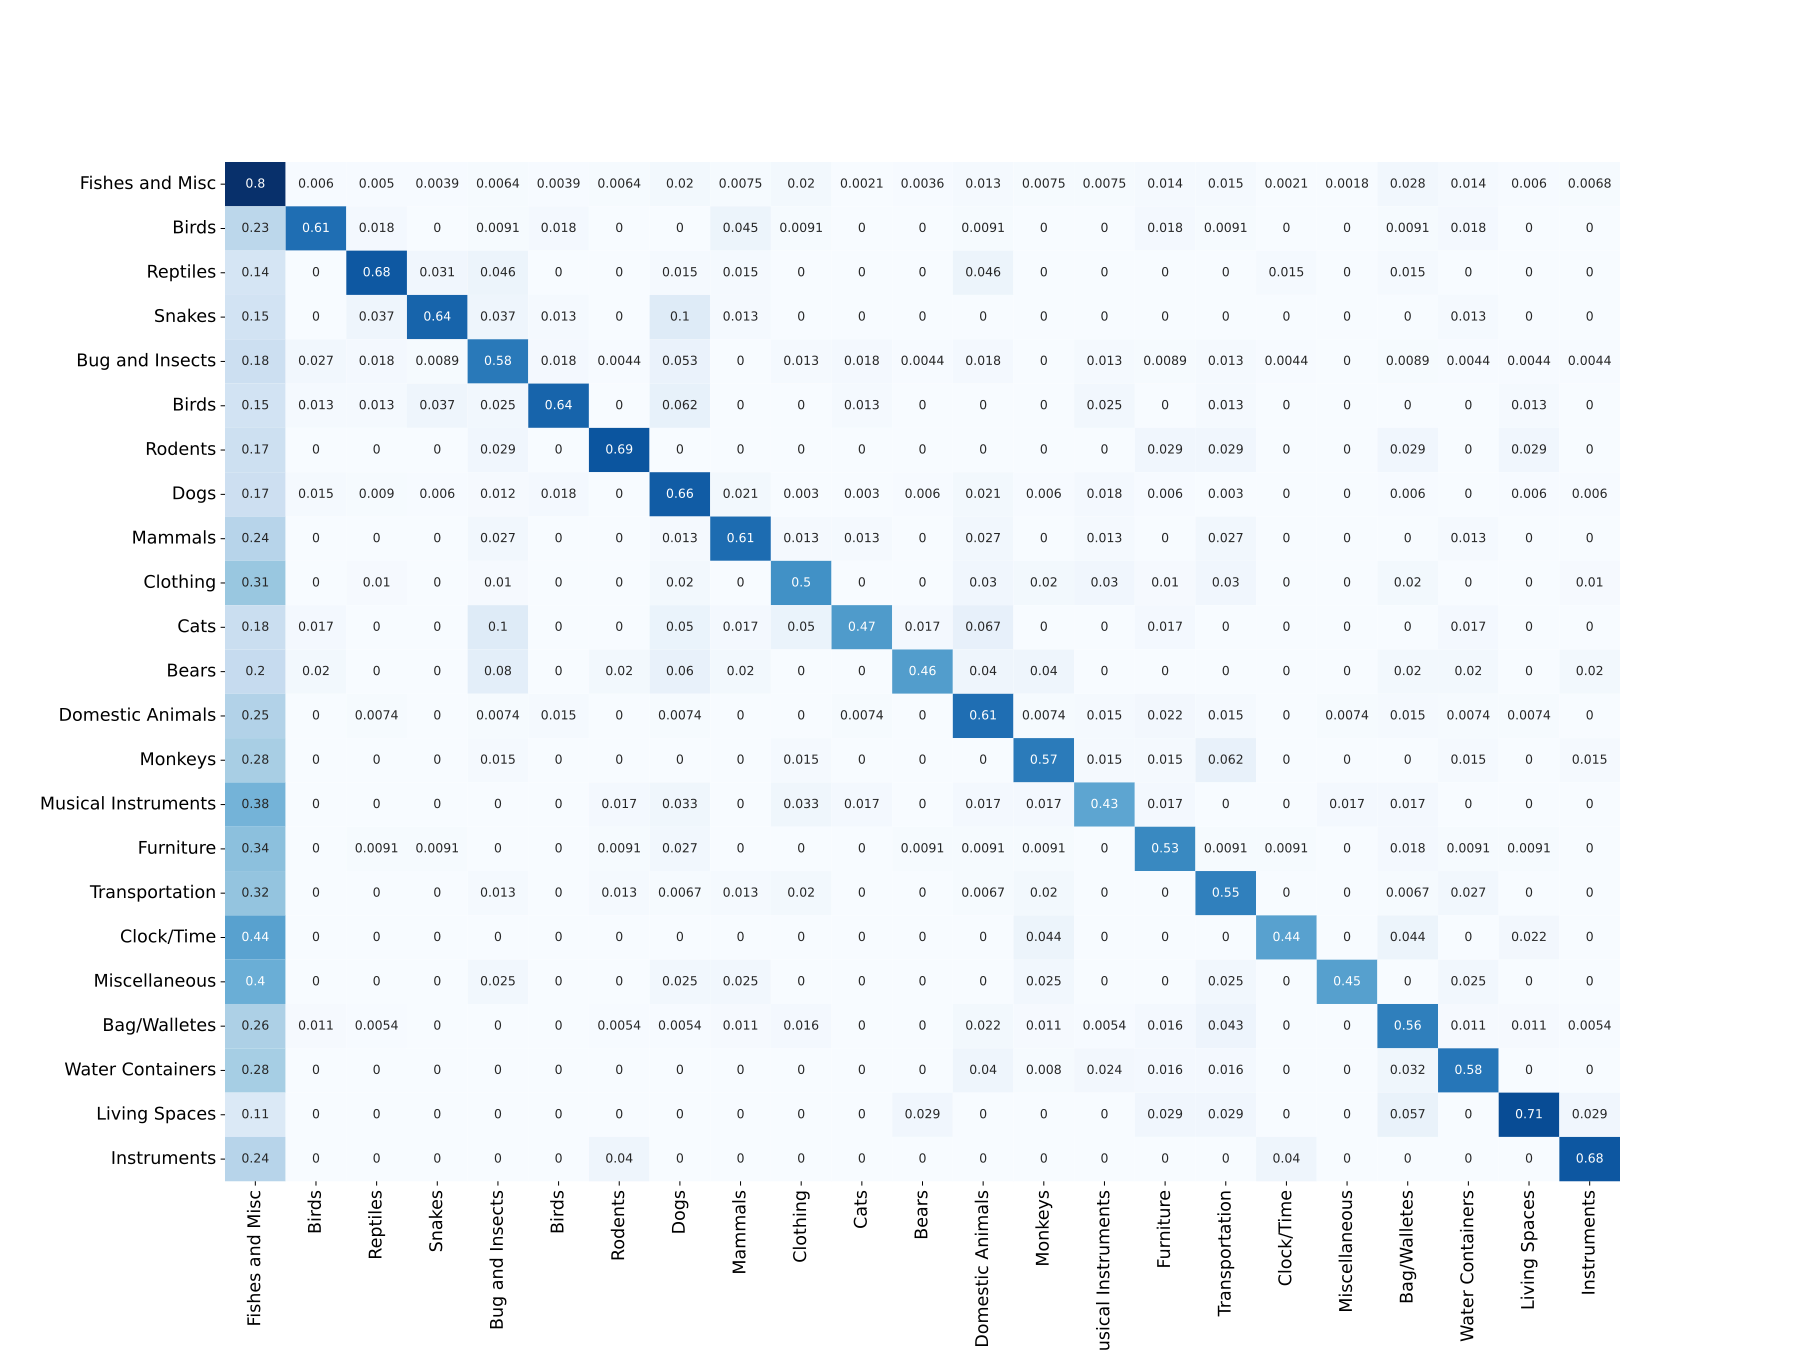 Fishes and Misc 0.8 0.006 0.005 0.0039 0.0064 0.0039 0.0064 0.02 0.0075 0.02 0.0021 0.0036 0.013 0.0075 0.0075 0.014 0.015 0.0021 0.0018 0.028 0.014 0.006 0.0068
Birds 0.23 0.61 0.018 0 0.0091 0.018 0 0 0.045 0.0091 0 0 0.0091 0 0 0.018 0.0091 0 0 0.0091 0.018 0 0
Reptiles 0.14 0 0.68 0.031 0.046 0 0 0.015 0.015 0 0 0 0.046 0 0 0 0 0.015 0 0.015 0 0 0
Snakes 0.15 0 0.037 0.64 0.037 0.013 0 0.1 0.013 0 0 0 0 0 0 0 0 0 0 0 0.013 0 0
Bug and Insects 0.18 0.027 0.018 0.0089 0.58 0.018 0.0044 0.053 0 0.013 0.018 0.0044 0.018 0 0.013 0.0089 0.013 0.0044 0 0.0089 0.0044 0.0044 0.0044
Birds 0.15 0.013 0.013 0.037 0.025 0.64 0 0.062 0 0 0.013 0 0 0 0.025 0 0.013 0 0 0 0 0.013 0
Rodents 0.17 0 0 0 0.029 0 0.69 0 0 0 0 0 0 0 0 0.029 0.029 0 0 0.029 0 0.029 0
Dogs 0.17 0.015 0.009 0.006 0.012 0.018 0 0.66 0.021 0.003 0.003 0.006 0.021 0.006 0.018 0.006 0.003 0 0 0.006 0 0.006 0.006
Mammals 0.24 0 0 0 0.027 0 0 0.013 0.61 0.013 0.013 0 0.027 0 0.013 0 0.027 0 0 0 0.013 0 0
Clothing 0.31 0 0.01 0 0.01 0 0 0.02 0 0.5 0 0 0.03 0.02 0.03 0.01 0.03 0 0 0.02 0 0 0.01
Cats 0.18 0.017 0 0 0.1 0 0 0.05 0.017 0.05 0.47 0.017 0.067 0 0 0.017 0 0 0 0 0.017 0 0
Bears 0.2 0.02 0 0 0.08 0 0.02 0.06 0.02 0 0 0.46 0.04 0.04 0 0 0 0 0 0.02 0.02 0 0.02
Domestic Animals 0.25 0 0.0074 0 0.0074 0.015 0 0.0074 0 0 0.0074 0 0.61 0.0074 0.015 0.022 0.015 0 0.0074 0.015 0.0074 0.0074 0
Monkeys 0.28 0 0 0 0.015 0 0 0 0 0.015 0 0 0 0.57 0.015 0.015 0.062 0 0 0 0.015 0 0.015
Musical Instruments 0.38 0 0 0 0 0 0.017 0.033 0 0.033 0.017 0 0.017 0.017 0.43 0.017 0 0 0.017 0.017 0 0 0
Furniture 0.34 0 0.0091 0.0091 0 0 0.0091 0.027 0 0 0 0.0091 0.0091 0.0091 0 0.53 0.0091 0.0091 0 0.018 0.0091 0.0091 0
Transportation 0.32 0 0 0 0.013 0 0.013 0.0067 0.013 0.02 0 0 0.0067 0.02 0 0 0.55 0 0 0.0067 0.027 0 0
Clock/Time 0.44 0 0 0 0 0 0 0 0 0 0 0 0 0.044 0 0 0 0.44 0 0.044 0 0.022 0
Miscellaneous 0.4 0 0 0 0.025 0 0 0.025 0.025 0 0 0 0 0.025 0 0 0.025 0 0.45 0 0.025 0 0
Bag/Walletes 0.26 0.011 0.0054 0 0 0 0.0054 0.0054 0.011 0.016 0 0 0.022 0.011 0.0054 0.016 0.043 0 0 0.56 0.011 0.011 0.0054
Water Containers 0.28 0 0 0 0 0 0 0 0 0 0 0 0.04 0.008 0.024 0.016 0.016 0 0 0.032 0.58 0 0
Living Spaces 0.11 0 0 0 0 0 0 0 0 0 0 0.029 0 0 0 0.029 0.029 0 0 0.057 0 0.71 0.029
Instruments 0.24 0 0 0 0 0 0.04 0 0 0 0 0 0 0 0 0 0 0.04 0 0 0 0 0.68
Fishes and Misc
Birds
Reptiles
Snakes
Bug and Insects
Birds
Rodents
Dogs
Mammals
Clothing
Cats
Bears
Domestic Animals
Monkeys
usical Instruments
Furniture
Transportation
Clock/Time
Miscellaneous
Bag/Walletes
Water Containers
Living Spaces
Instruments